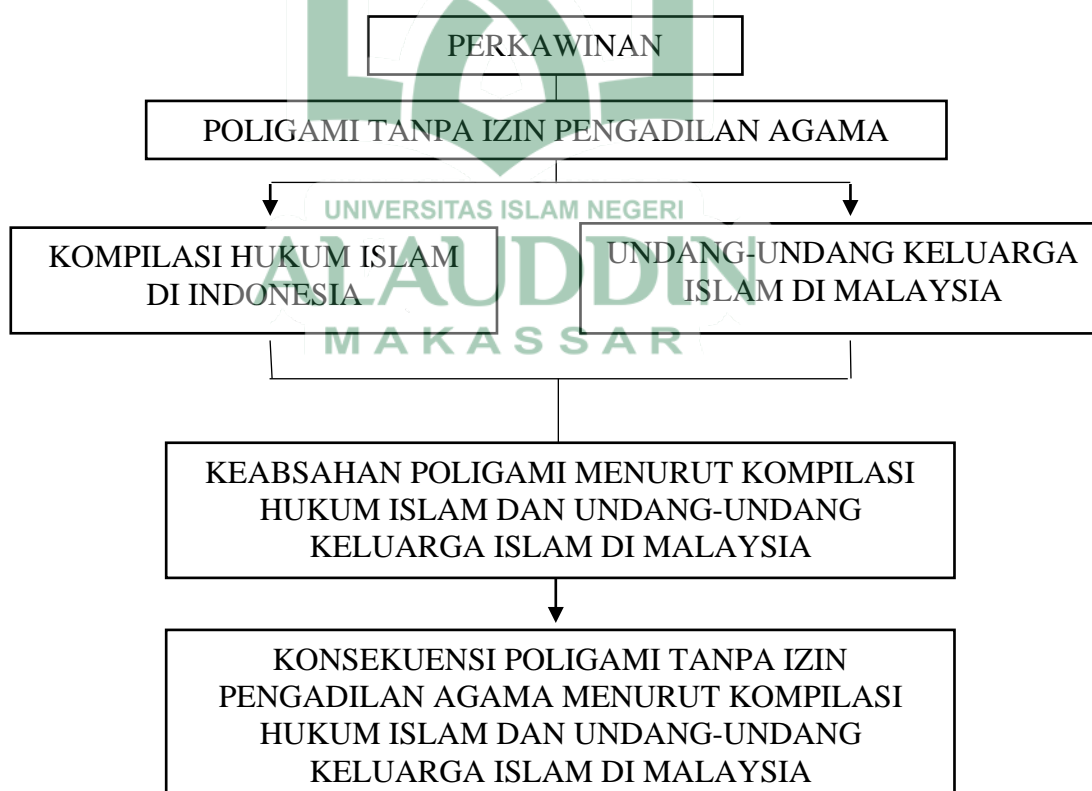 PERKAWINAN
POLIGAMI TANPA IZIN PENGADILAN AGAMA
UNIVERSITAS ISLAM NEGERI
ALAUDDIN
MAKASSAR
KOMPILASI HUKUM ISLAM
DI INDONESIA
UNDANG-UNDANG KELUARGA
ISLAM DI MALAYSIA
KEABSAHAN POLIGAMI MENURUT KOMPILASI
HUKUM ISLAM DAN UNDANG-UNDANG
KELUARGA ISLAM DI MALAYSIA
KONSEKUENSI POLIGAMI TANPA IZIN
PENGADILAN AGAMA MENURUT KOMPILASI
HUKUM ISLAM DAN UNDANG-UNDANG
KELUARGA ISLAM DI MALAYSIA